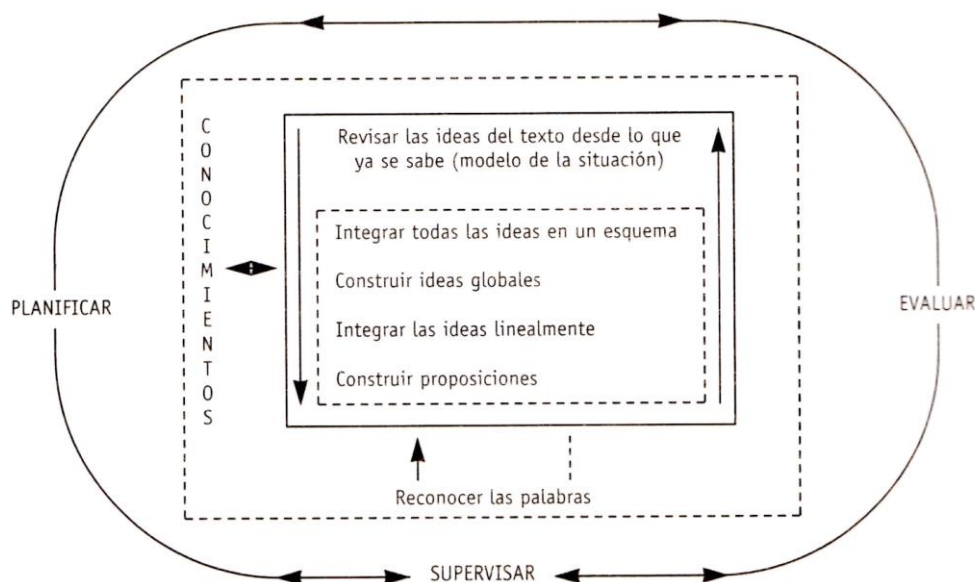 CONOCIMIENTOS
Revisar las ideas del texto desde lo que
ya se sabe (modelo de la situación)
Integrar todas las ideas en un esquema
Construir ideas globales
Integrar las ideas linealmente
Construir proposiciones
PLANIFICAR
EVALUAR
Reconocer las palabras
SUPERVISAR